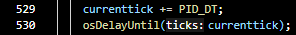 529 currenttick += PID_DT;
530 osDelayUntil(ticks: currenttick);